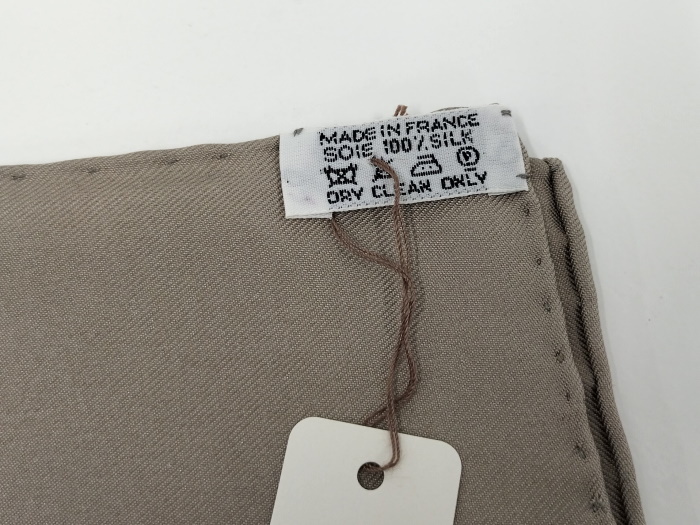 MADE IN FRANCE
SOIE 100% SILK
P
DRY CLEAN ONLY